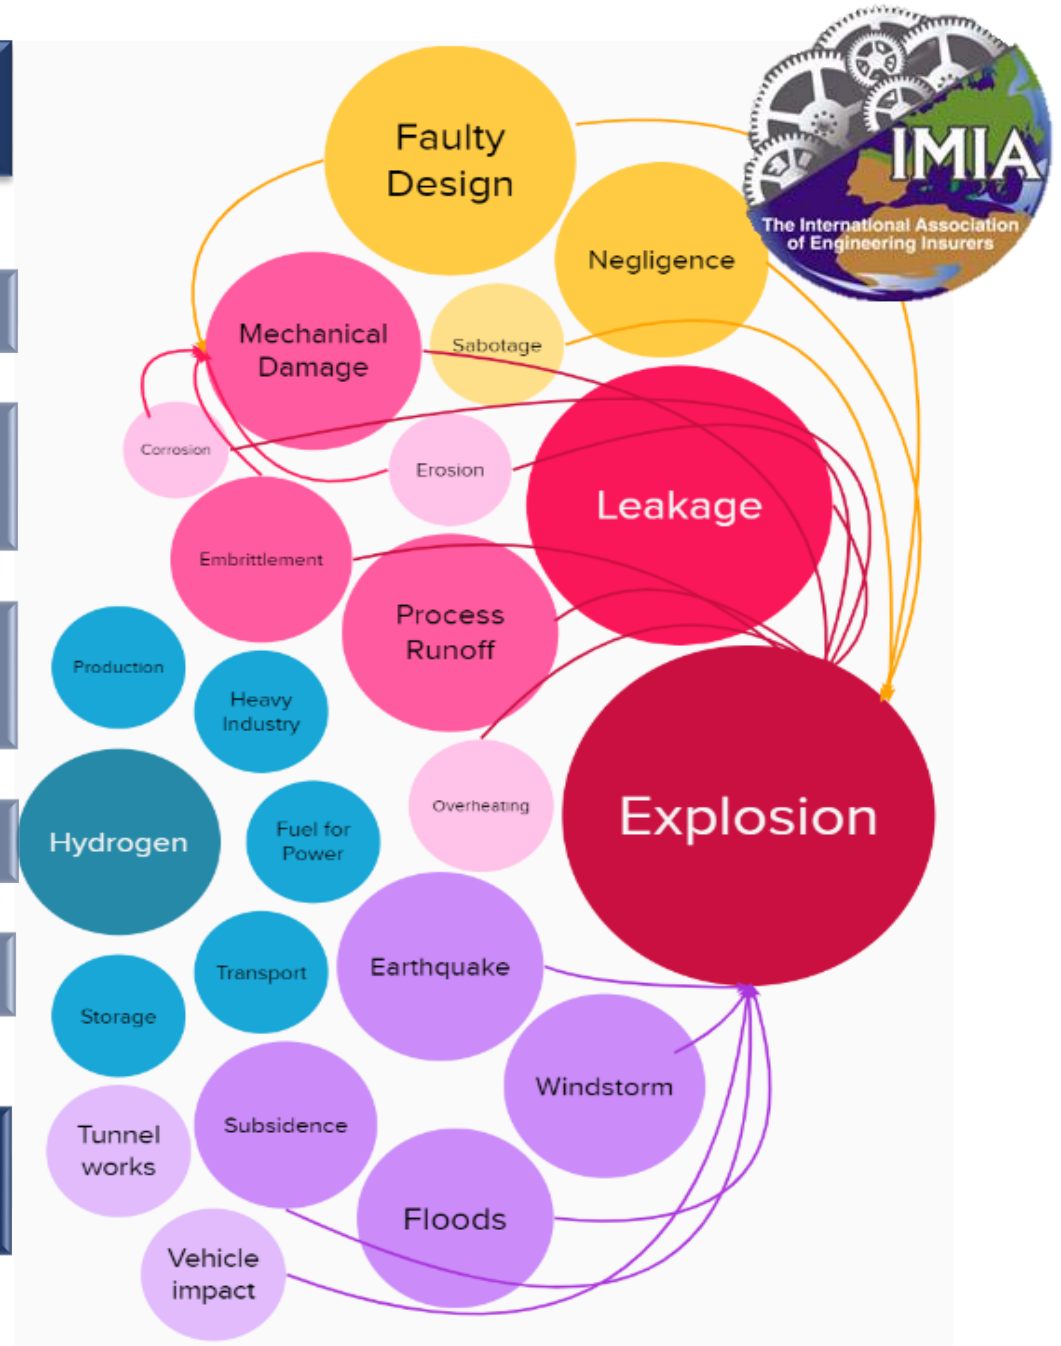 Faulty
Design
IMIA
The International Association
of Engineering Insurers
Negligence
Mechanical
Damage
Sabotage
Corrosion
Erosion
Leakage
Embrittlement
Process
Runoff
Production
Heavy
Industry
Overheating
Explosion
Hydrogen
Fuel for
Power
Earthquake
Transport
Storage
Windstorm
Subsidence
Tunnel
works
Floods
Vehicle
impact